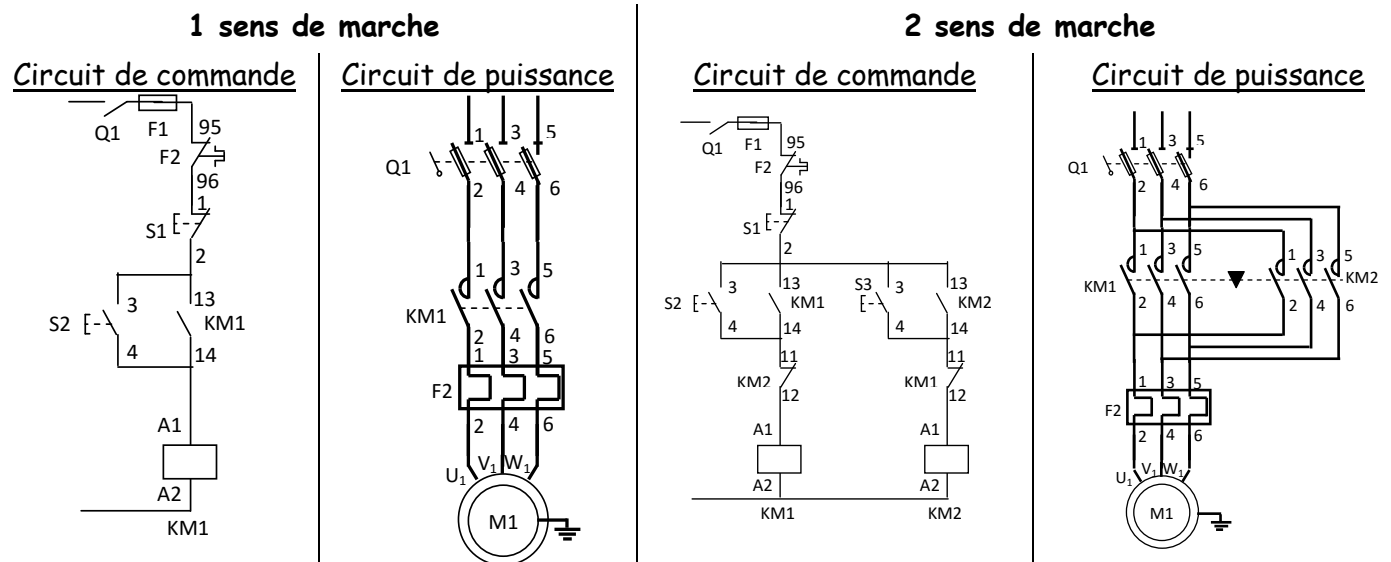 1 sens de marche
2 sens de marche
Circuit de commande
Circuit de puissance
Circuit de commande
Circuit de puissance
Q1 F1 95
F2
96
1
S1
2
3 13
S2 KM1
4 14
A1
A2
KM1
1 3 5
Q1
2 4 6
1 3 5
KM1
2 4 6
1 3 5
F2
2 4 6
U1 V1 W1
M1
Q1 F1 95
F2
96
1
S1
2
3 13 S3 3 13
S2 KM1 KM2
4 14 4 14
11 11
KM2 KM1
12 12
A1 A1
A2 A2
KM1 KM2
1 3 5
Q1
2 4 6
1 3 5 1 3 5
KM1 KM2
2 4 6 2 4 6
1 3 5
F2
2 4 6
U1 V1 W1
M1